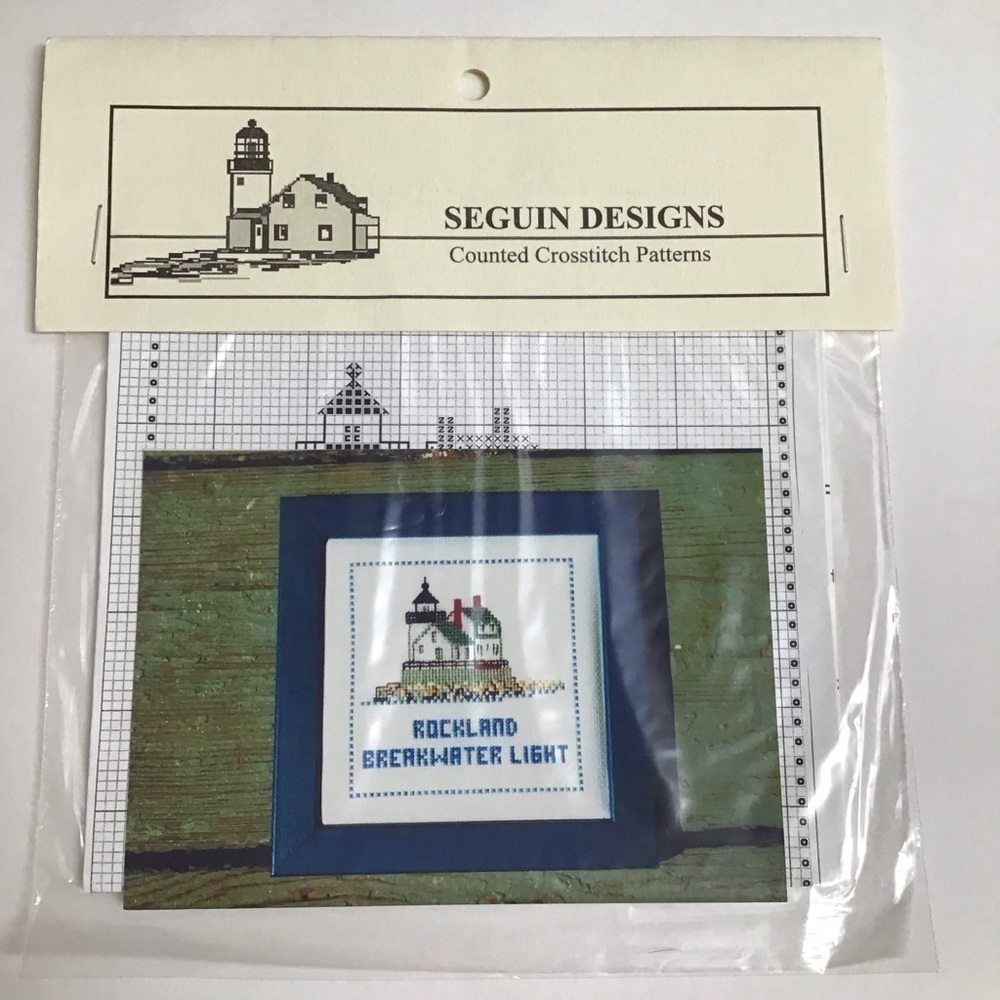 SEGUIN DESIGNS
Counted Crosstitch Patterns
ROCKLAND
BREAKWATER LIGHT